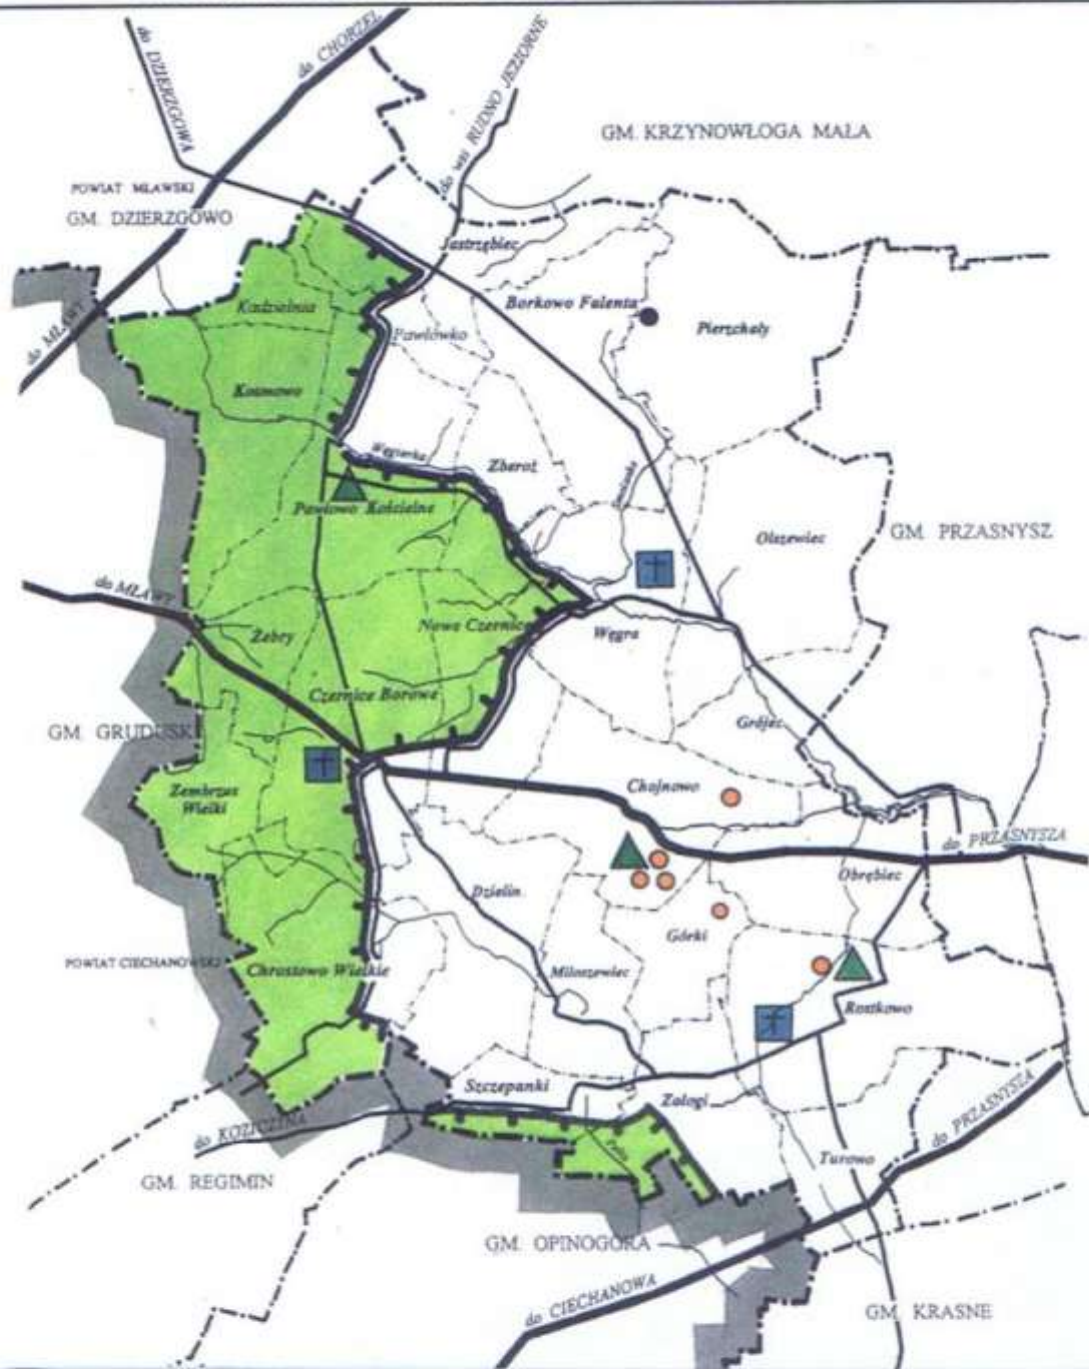 do DZIERZGOWA
do CHORZEL
do wsi RUDNO JEZIORNE
GM. KRZYNOWŁOGA MAŁA
POWIAT MŁAWSKI
GM. DZIERZGOWO
Jastrzębiec
Borkowo Falenta
Kadzielnia
Pierzchały
do MŁAWY
Pawłówko
Kosmowo
Węgierka
Zberoż
Pawłowo Kościelne
Olszewiec
GM. PRZASNYSZ
do MŁAWY
Żebry
Nowe Czernice
Węgra
Czernice Borowe
Grójec
GM. GRUDUSK
Zembrzus
Wielki
Chojnowo
do PRZASNYSZA
Obrębiec
Dzielin
Górki
POWIAT CIECHANOWSKI
Chrostowo Wielkie
Miłoszewiec
Rostkowo
Szczepanki
Załogi
do KOZICZYNA
do PRZASNYSZA
Turowo
GM. REGIMIN
GM. OPINOGÓRA
do CIECHANOWA
GM. KRASNE